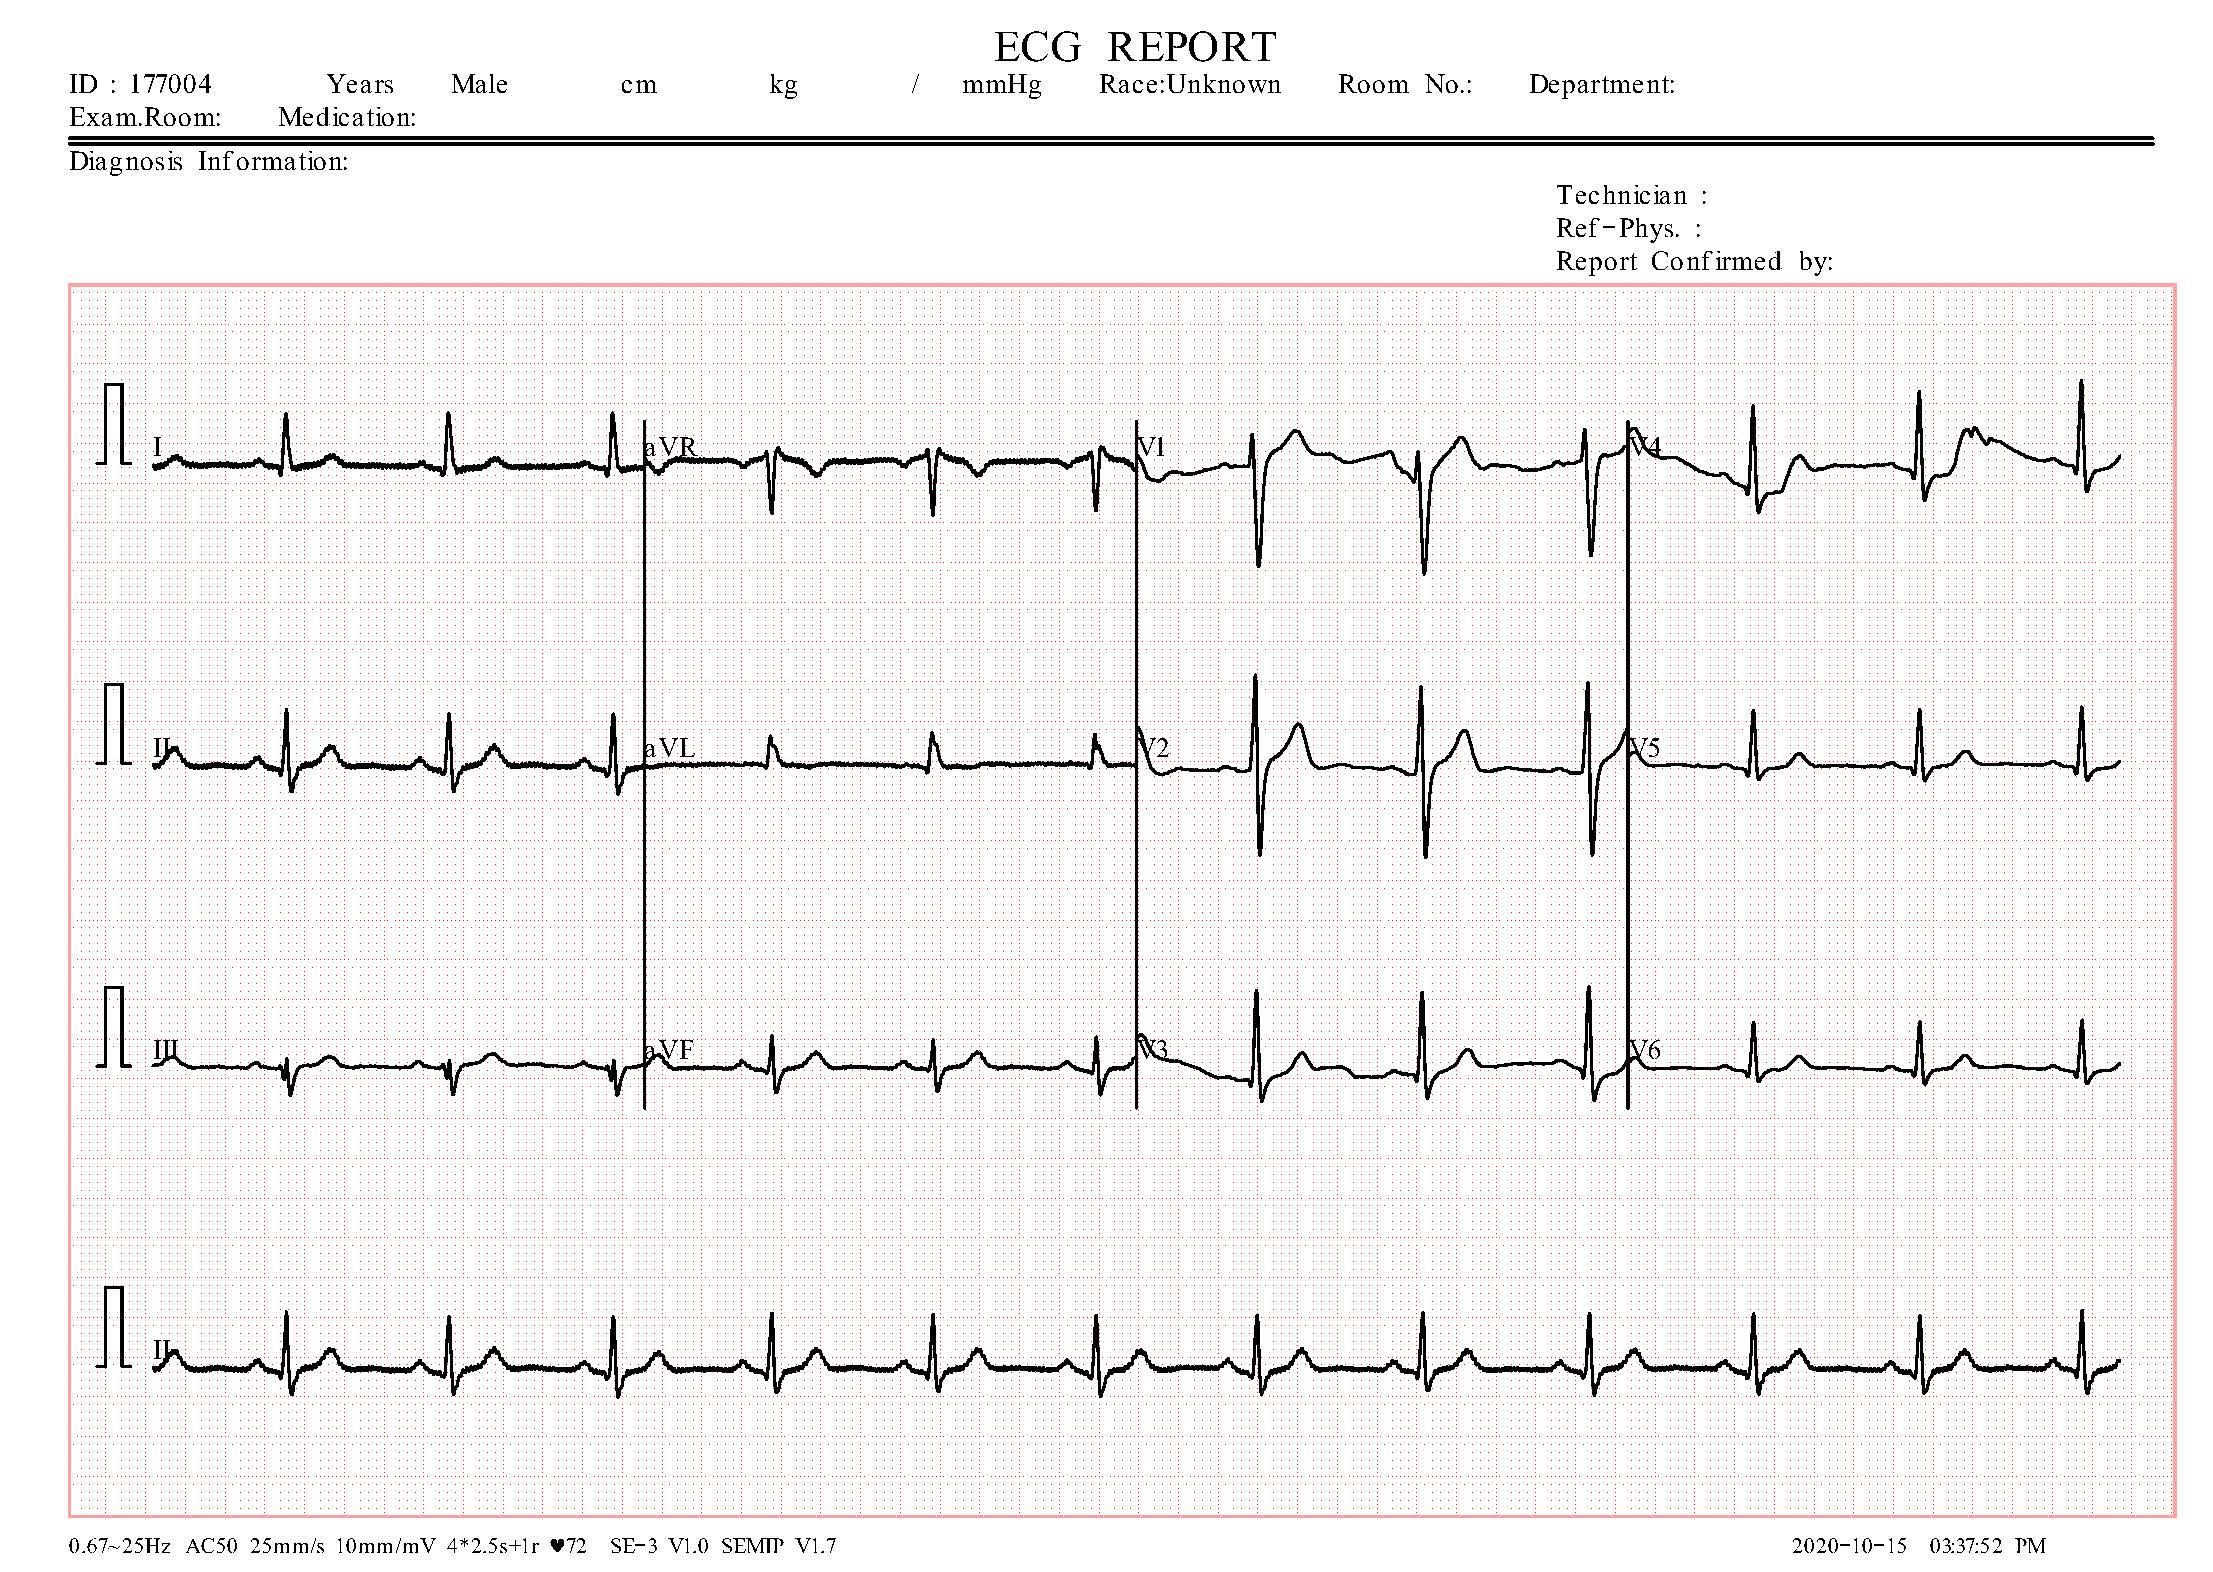 ECG REPORT
ID : 177004 Years Male cm kg / mmHg Race:Unknown Room No.: Department:
Exam.Room: Medication:
Diagnosis Information:
Technician :
Ref-Phys. :
Report Confirmed by:
I aVR V1 V4
II aVL V2 V5
III aVF V3 V6
II
0.67~25Hz AC50 25mm/s 10mm/mV 4*2.5s+1r ♥72 SE-3 V1.0 SEMIP V1.7 2020-10-15 03:37:52 PM